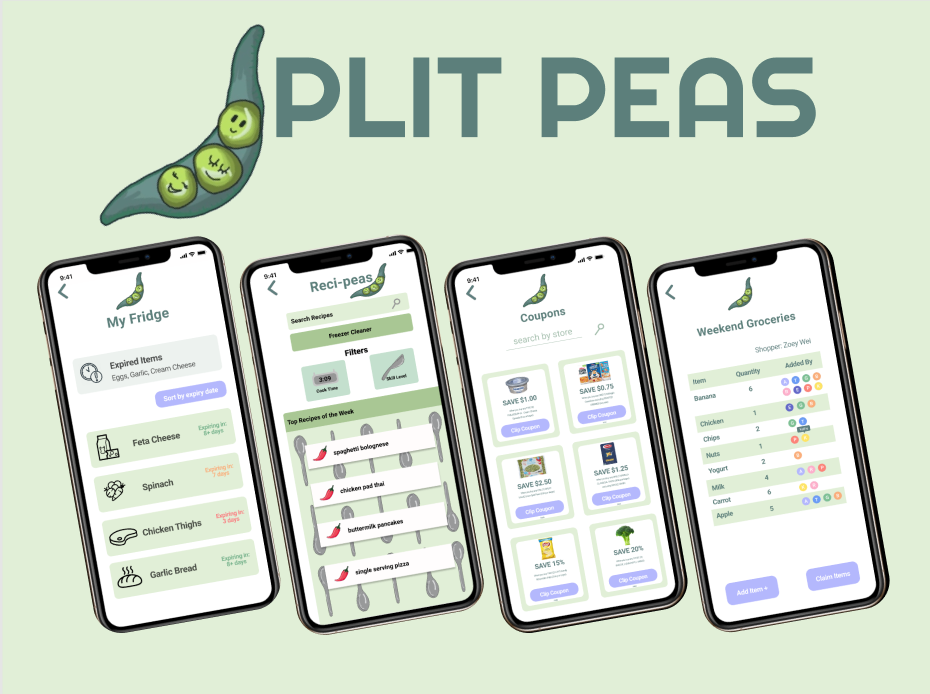 PLIT PEAS
9:41
My Fridge
Expired Items
Eggs, Garlic, Cream Cheese
Sort by expiry date
Feta Cheese
Expiring in:
8+ days
Spinach
Expiring in:
7 days
Chicken Thighs
Expiring in:
3 days
Garlic Bread
Expiring in:
8+ days
9:41
Reci-peas
Search Recipes
Freezer Cleaner
Filters
3:09
Cook Time
Skill Level
Top Recipes of the Week
spaghetti bolognese
chicken pad thai
buttermilk pancakes
single serving pizza
9:41
Coupons
search by store
SAVE $1.00
Clip Coupon
SAVE $0.75
Clip Coupon
SAVE $2.50
Clip Coupon
SAVE $1.25
Clip Coupon
SAVE 15%
Clip Coupon
SAVE 20%
Clip Coupon
Weekend Groceries
Shopper: Zoey Wei
Item Quantity Added By
Banana 6
Chicken 1
Chips 2
Nuts 1
Yogurt 2
Milk 4
Carrot 6
Apple 5
Add Item +
Claim Items